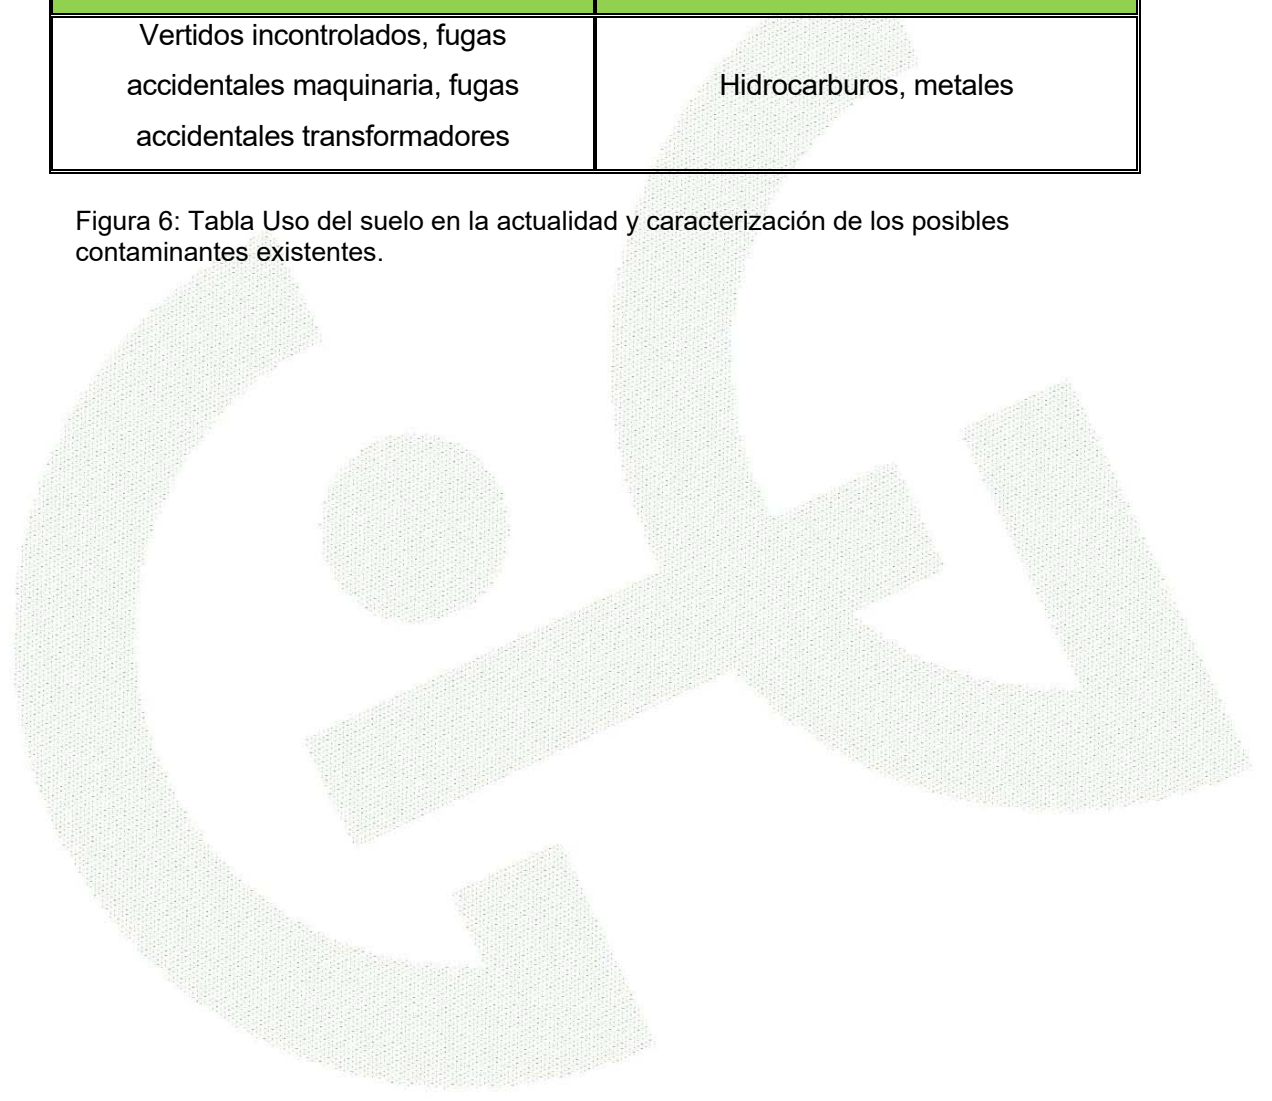 Vertidos incontrolados, fugas
accidentales maquinaria, fugas
accidentales transformadores
Hidrocarburos, metales
Figura 6: Tabla Uso del suelo en la actualidad y caracterización de los posibles
contaminantes existentes.